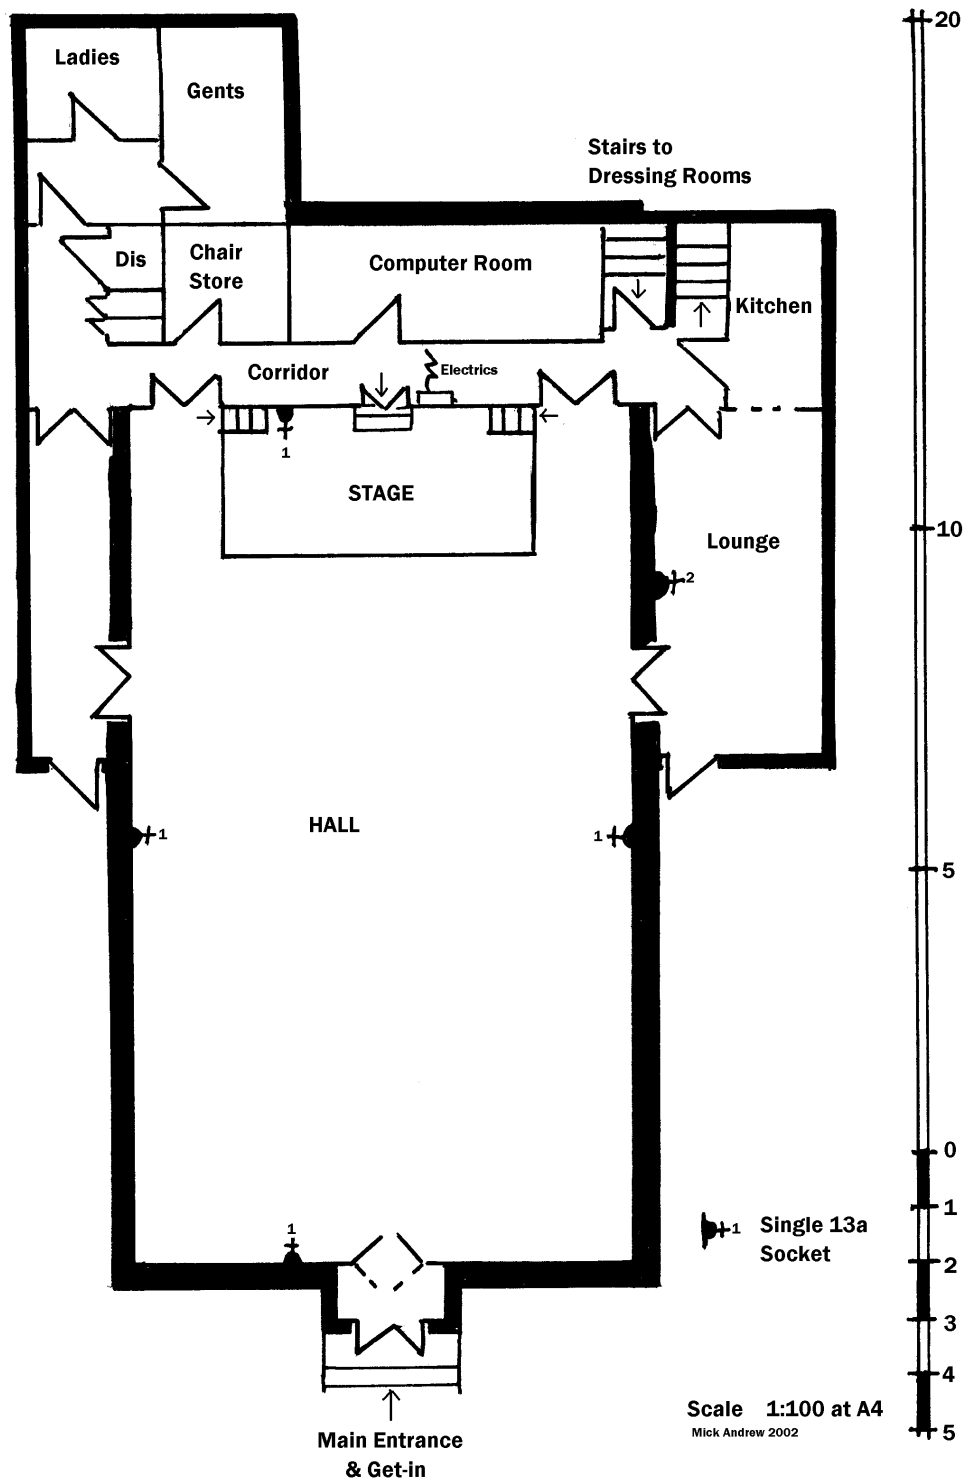 20
Ladies
Gents
Stairs to
Dressing Rooms
Dis
Chair
Store
Computer Room
Kitchen
Corridor
Electrics
1
STAGE
10
Lounge
2
HALL
1
1
5
0
1
1
Single 13a
Socket
1
2
3
4
Scale 1:100 at A4
Mick Andrew 2002
5
Main Entrance
& Get-in